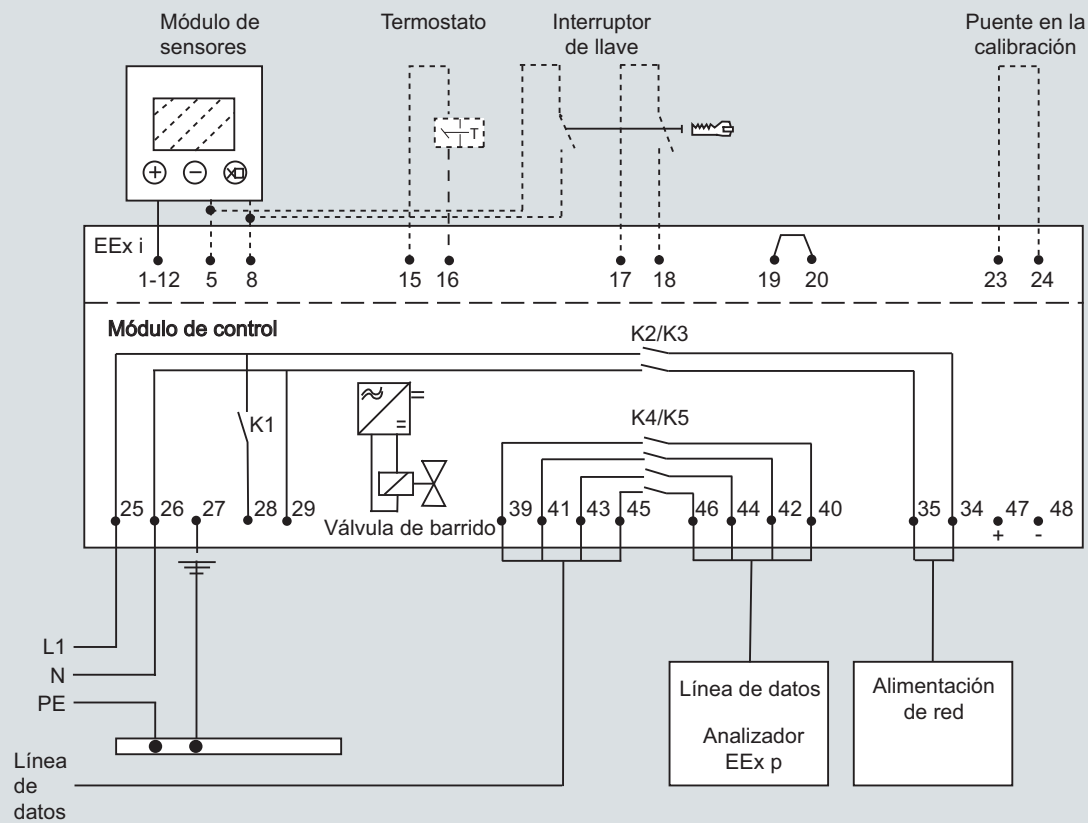 Módulo de
sensores
Termostato
Interruptor
de llave
Puente en la
calibración
T
EEx i
1-12 5 8 15 16 17 18 19 20 23 24
Módulo de control
K2/K3
K1
K4/K5
25 26 27 28 29
Válvula de barrido
39 41 43 45 46 44 42 40 35 34 47 48
+ -
L1
N
PE
Línea
de
datos
Línea de datos
Analizador
EEx p
Alimentación
de red